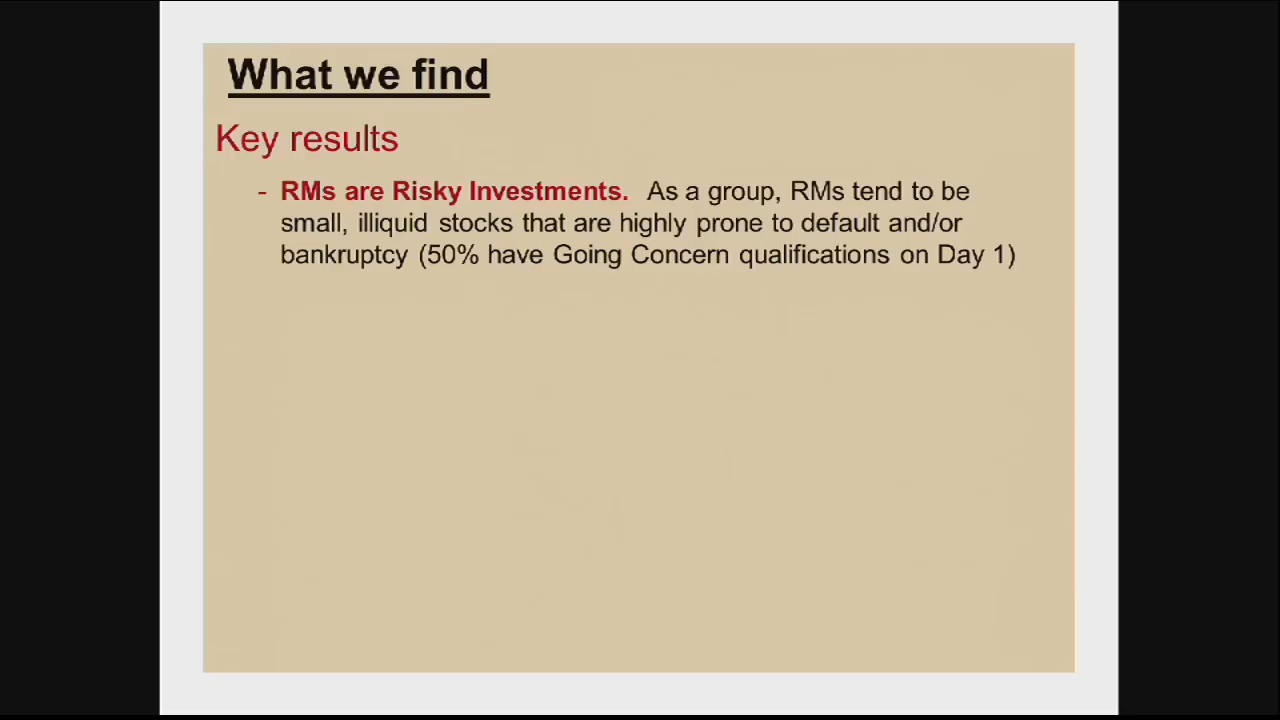 What we find
Key results
- RMs are Risky Investments. As a group, RMs tend to be
small, illiquid stocks that are highly prone to default and/or
bankruptcy (50% have Going Concern qualifications on Day 1)